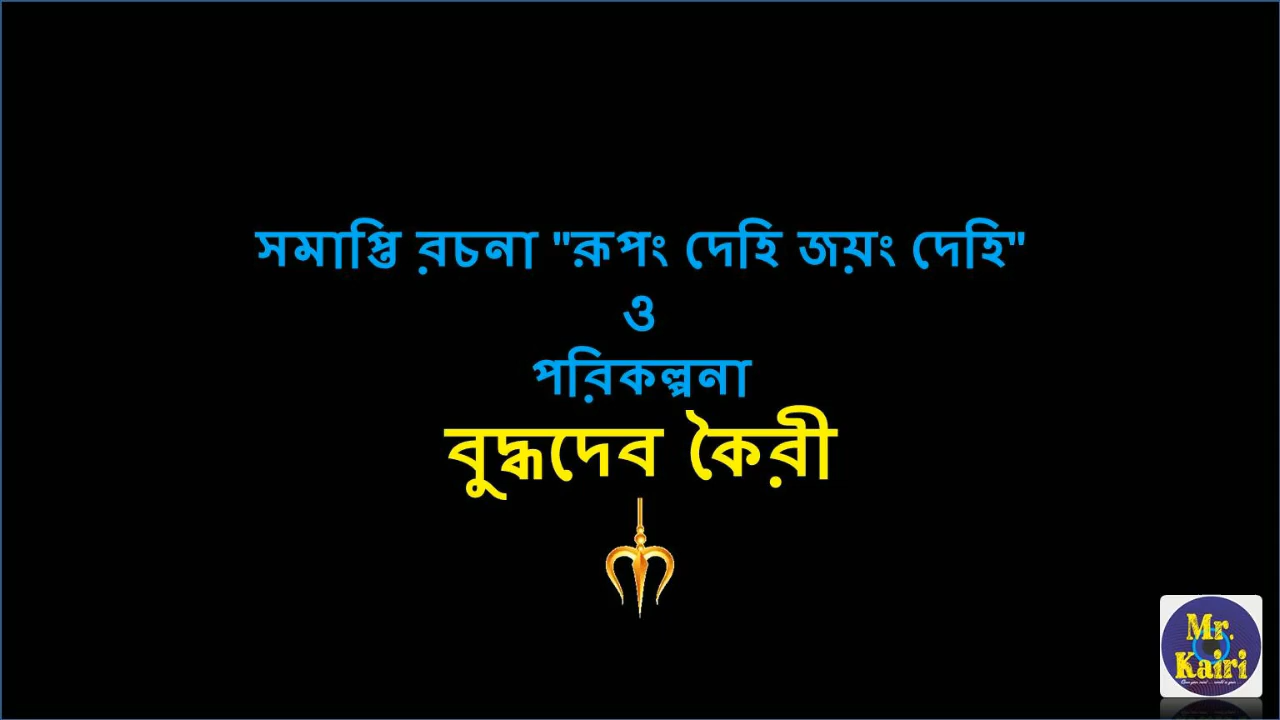 সমাপ্তি রচনা "রূপং দেহি জয়ং দেহি"
ও
পরিকল্পনা
বুদ্ধদেব কৈরী
Mr.
Kairi